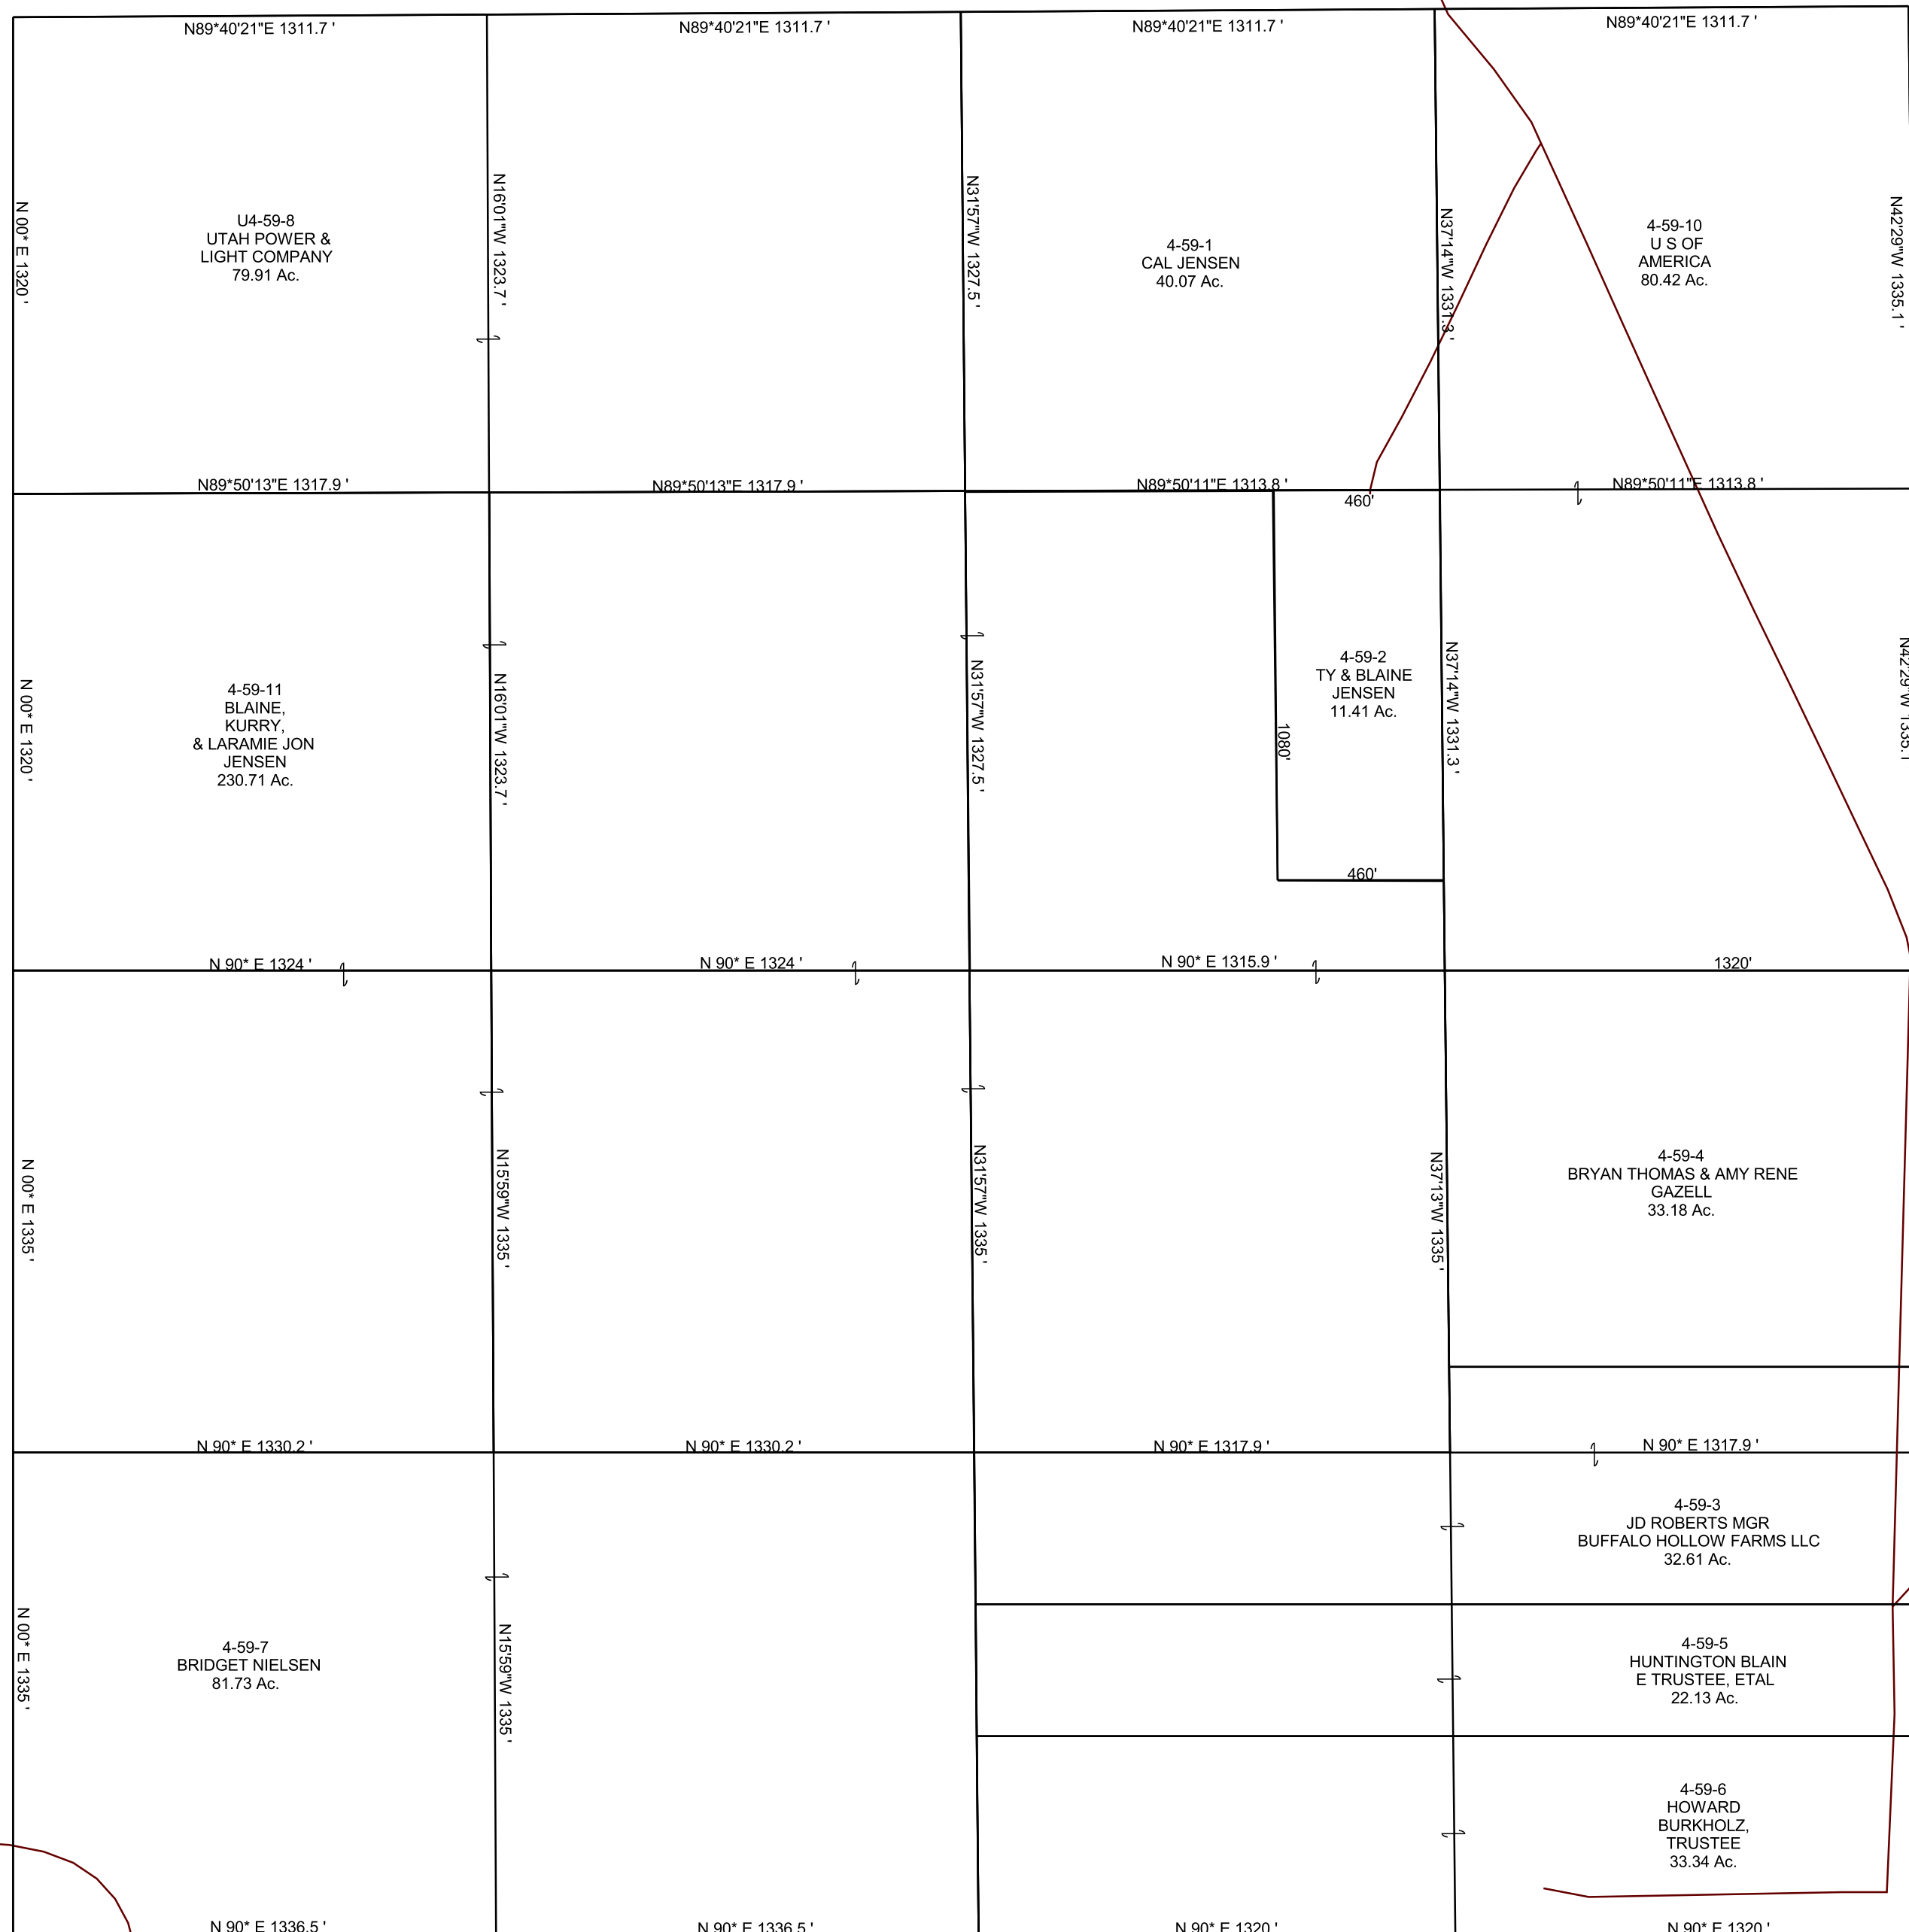 N89*40'21"E 1311.7 '
N89*40'21"E 1311.7 '
N89*40'21"E 1311.7 '
N89*40'21"E 1311.7 '
N 00* E 1320 '
U4-59-8
UTAH POWER &
LIGHT COMPANY
79.91 Ac.
N16'01"W 1323.7 '
N31'57"W 1327.5 '
4-59-1
CAL JENSEN
40.07 Ac.
N37'14"W 1331.3 '
4-59-10
U S OF
AMERICA
80.42 Ac.
N42'29"W 1335.1 '
N89*50'13"E 1317.9 '
N89*50'13"E 1317.9 '
N89*50'11"E 1313.8 '
N89*50'11"E 1313.8 '
460'
N 00* E 1320 '
4-59-11
BLAINE,
KURRY,
& LARAMIE JON
JENSEN
230.71 Ac.
N16'01"W 1323.7 '
N31'57"W 1327.5 '
1080'
4-59-2
TY & BLAINE
JENSEN
11.41 Ac.
N37'14"W 1331.3 '
N42'29"W 1335.1
460'
N 90* E 1324 '
N 90* E 1324 '
N 90* E 1315.9 '
1320'
N 00* E 1335 '
N15'59"W 1335 '
N31'57"W 1335 '
N37'13"W 1335 '
4-59-4
BRYAN THOMAS & AMY RENE
GAZELL
33.18 Ac.
N 90* E 1330.2 '
N 90* E 1330.2 '
N 90* E 1317.9 '
N 90* E 1317.9 '
4-59-3
JD ROBERTS MGR
BUFFALO HOLLOW FARMS LLC
32.61 Ac.
N 00* E 1335 '
4-59-7
BRIDGET NIELSEN
81.73 Ac.
N15'59"W 1335 '
4-59-5
HUNTINGTON BLAIN
E TRUSTEE, ETAL
22.13 Ac.
4-59-6
HOWARD
BURKHOLZ,
TRUSTEE
33.34 Ac.
N 90* E 1336.5 '
N 90* E 1336.5 '
N 90* E 1320 '
N 90* E 1320 '